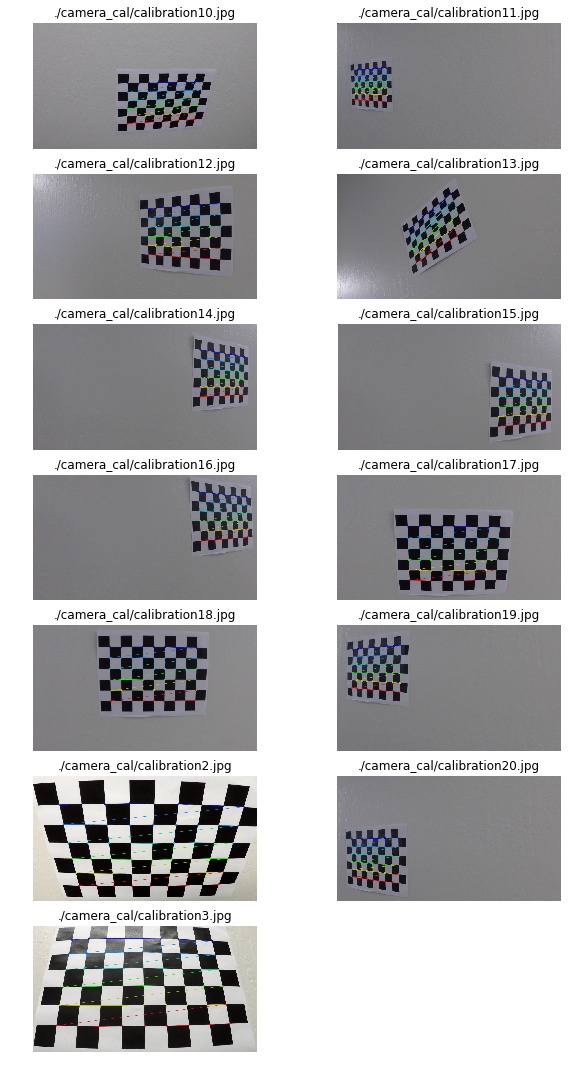 ./camera_cal/calibration10.jpg
./camera_cal/calibration11.jpg
./camera_cal/calibration12.jpg
./camera_cal/calibration13.jpg
./camera_cal/calibration14.jpg
./camera_cal/calibration15.jpg
./camera_cal/calibration16.jpg
./camera_cal/calibration17.jpg
./camera_cal/calibration18.jpg
./camera_cal/calibration19.jpg
./camera_cal/calibration2.jpg
./camera_cal/calibration20.jpg
./camera_cal/calibration3.jpg